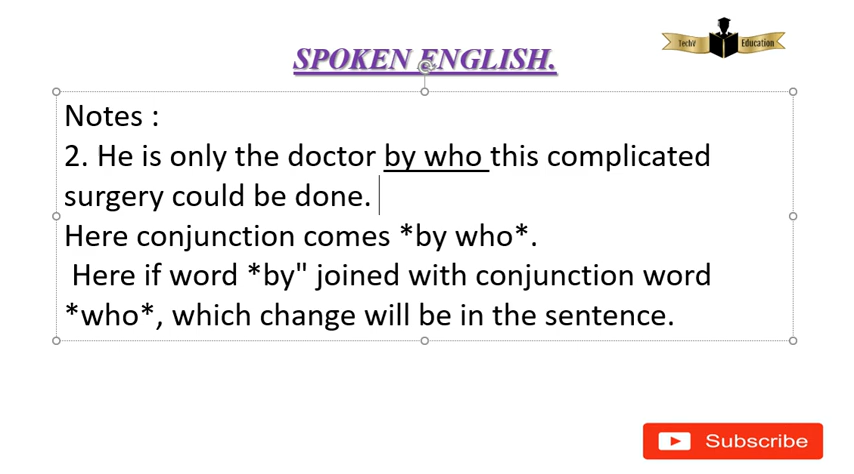 SPOKEN ENGLISH.
TechV Education
Notes :
2. He is only the doctor by who this complicated
surgery could be done.
Here conjunction comes *by who*.
Here if word *by" joined with conjunction word
*who*, which change will be in the sentence.
Subscribe